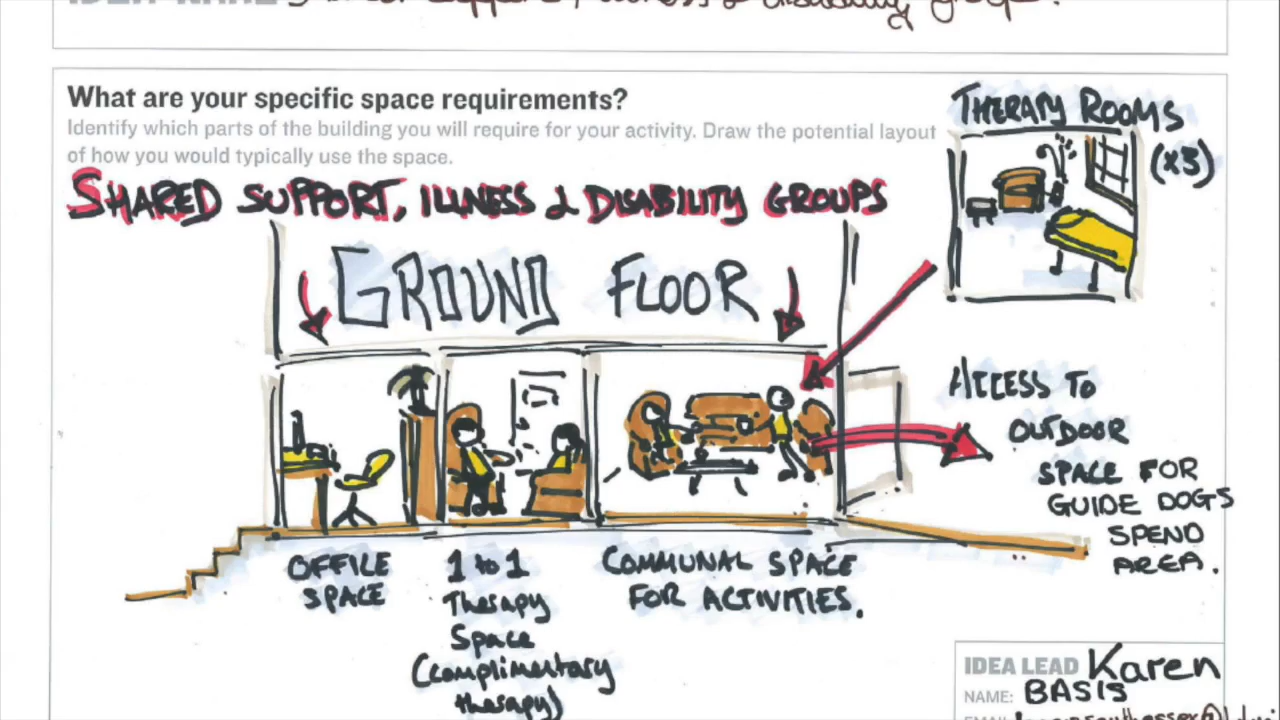 What are your specific space requirements?
Identify which parts of the building you will require for your activity. Draw the potential layout
of how you would typically use the space.
SHARED SUPPORT, ILLNESS & DISABILITY GROUPS
THERAPY ROOMS
(x3)
GROUND FLOOR
ACCESS TO
OUTDOOR
SPACE FOR
GUIDE DOGS
SPEND
AREA.
OFFICE
SPACE
1 to 1
Therapy
Space
(Complimentary
therapy)
COMMUNAL SPACE
FOR ACTIVITIES.
IDEA LEAD Karen
NAME: BASIS